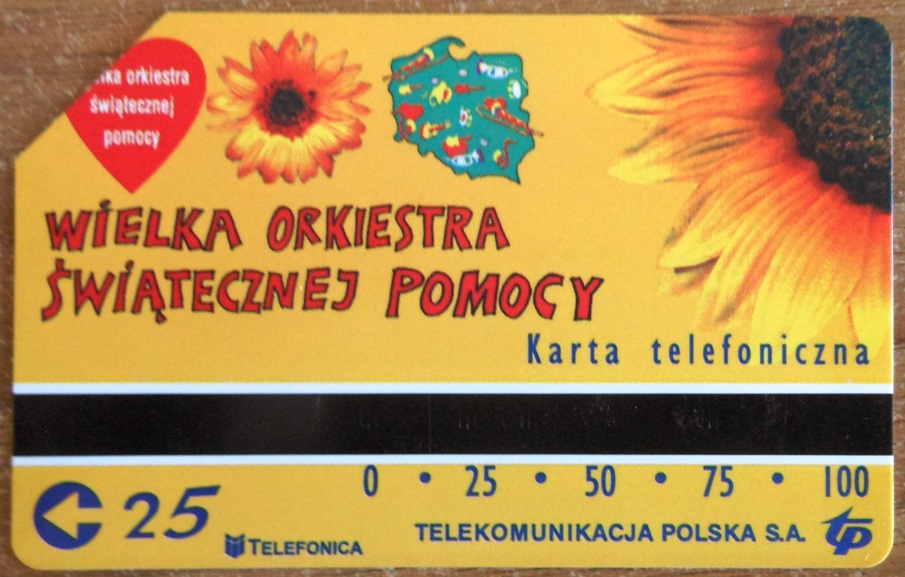 orkiestra
świątecznej
pomocy
WIELKA ORKIESTRA
ŚWIĄTECZNEJ POMOCY
Karta telefoniczna
0 • 25 • 50 • 75 • 100
25
TELEFONICA
TELEKOMUNIKACJA POLSKA S.A. tp